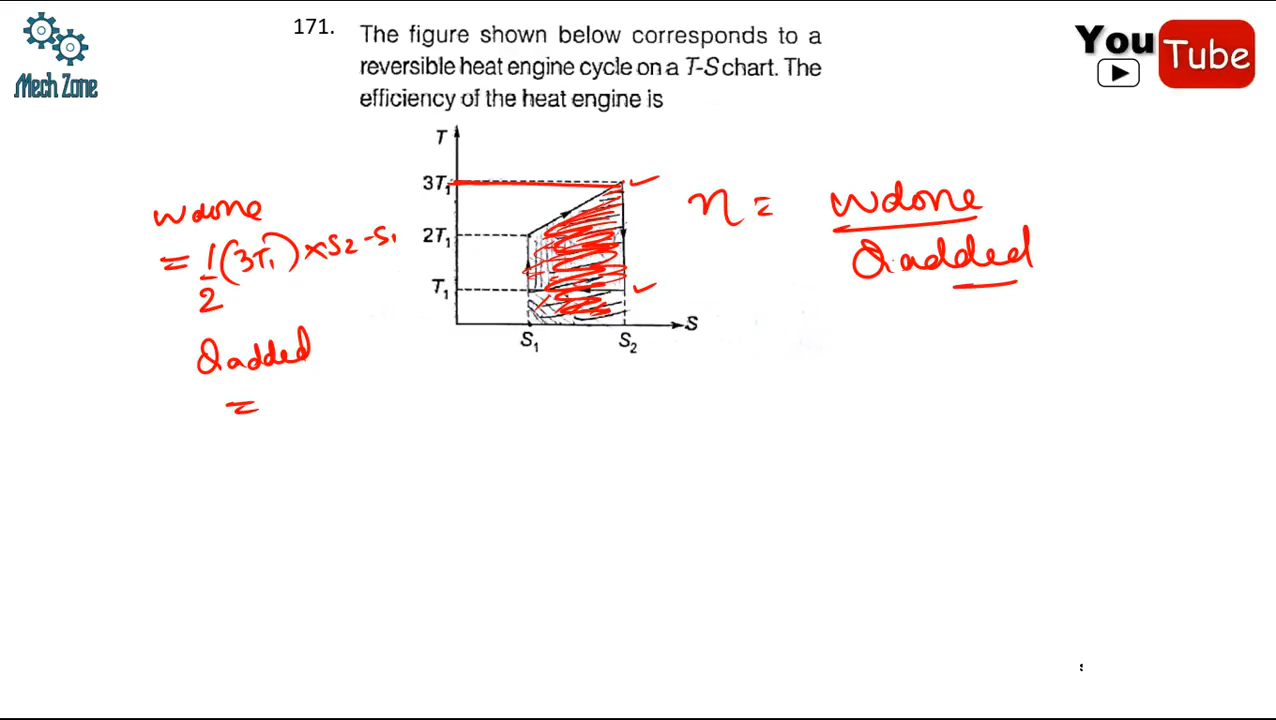 Mech Zone
171.
The figure shown below corresponds to a
reversible heat engine cycle on a T-S chart. The
efficiency of the heat engine is
You Tube
T
3T₁
2T₁
T₁
S₁
S₂
S
Wdone
= 1/2 (3T₁) × S₂ - S₁
Qadded
=
η = Wdone
Qadded